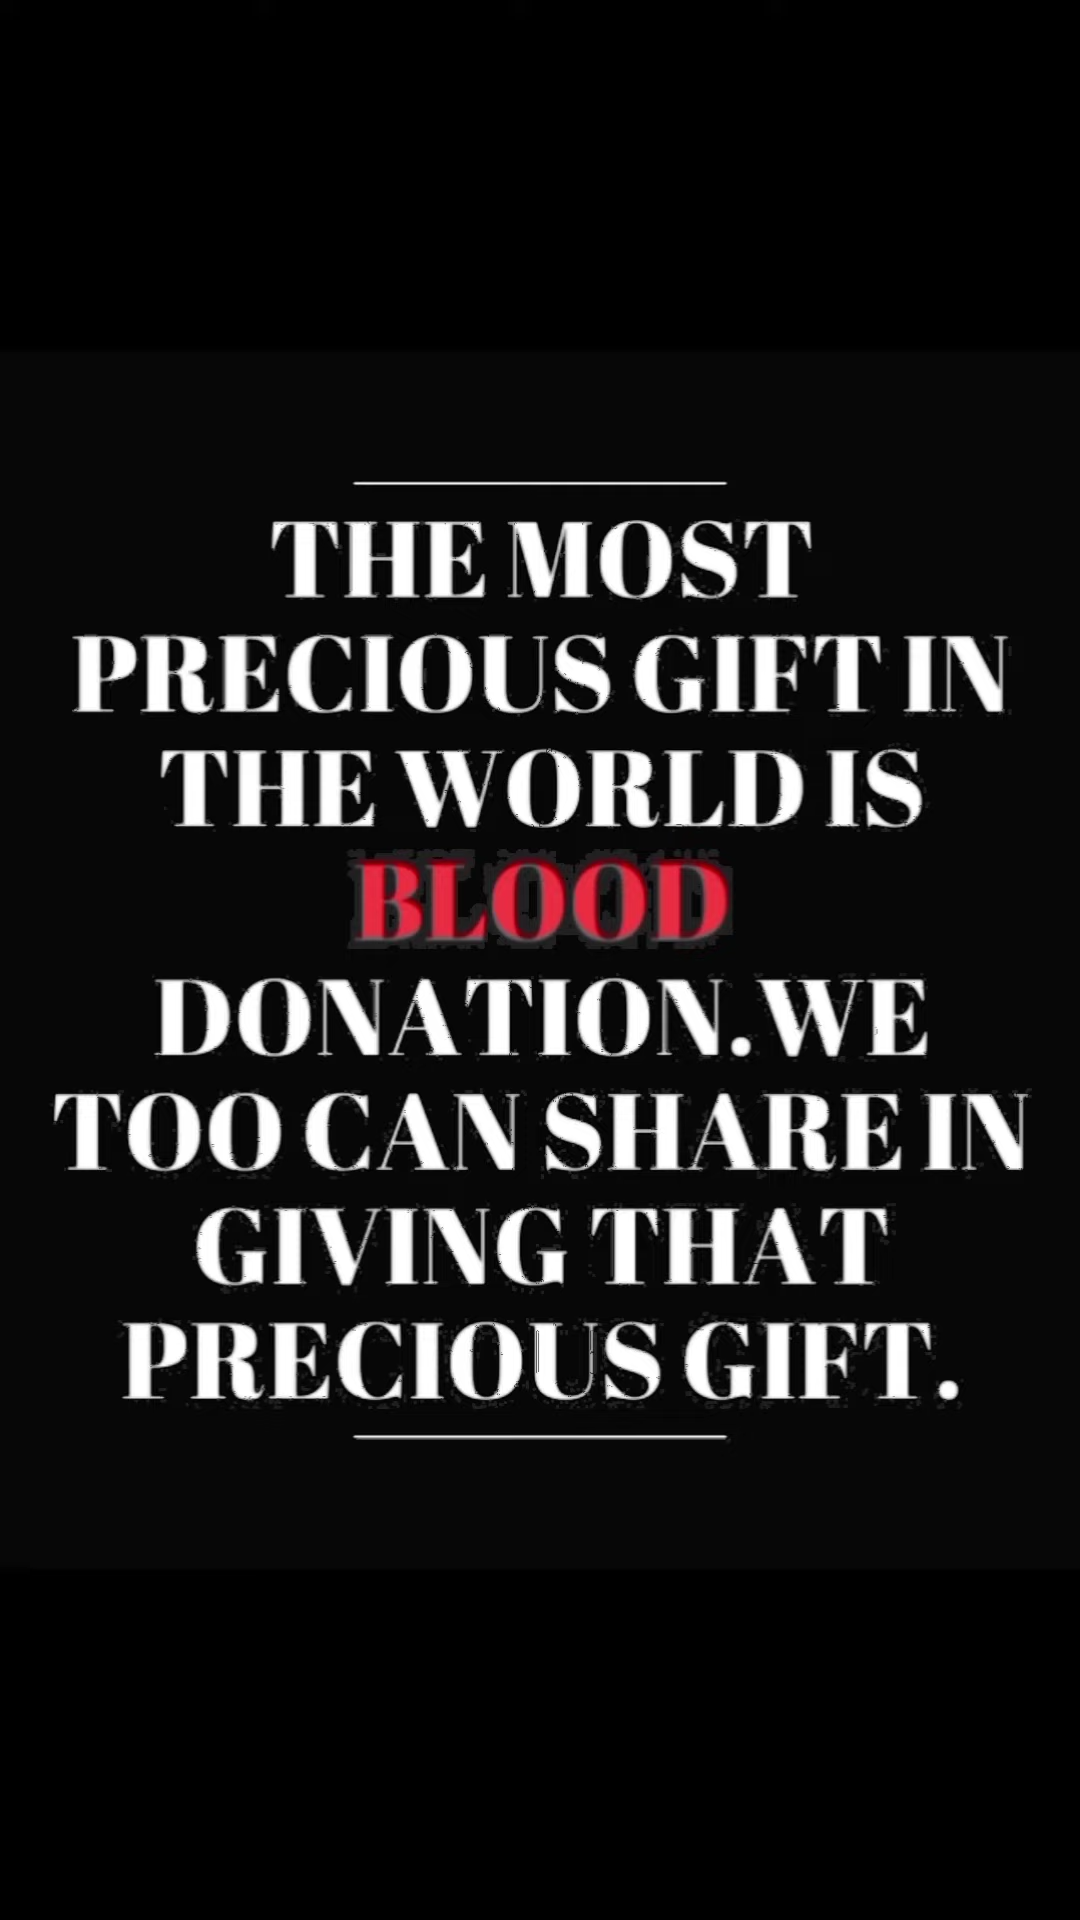 THE MOST
PRECIOUS GIFT IN
THE WORLD IS
BLOOD
DONATION.WE
TOO CAN SHARE IN
GIVING THAT
PRECIOUS GIFT.